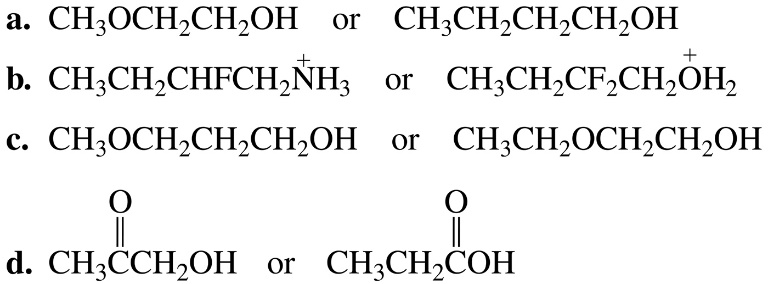 a. CH₃OCH₂CH₂OH or CH₃CH₂CH₂CH₂OH
b. CH₃CH₂CHFCH₂N⁺H₃ or CH₃CH₂CF₂CH₂O⁺H₂
c. CH₃OCH₂CH₂CH₂OH or CH₃CH₂OCH₂CH₂OH
O O
|| ||
d. CH₃CCH₂OH or CH₃CH₂COH